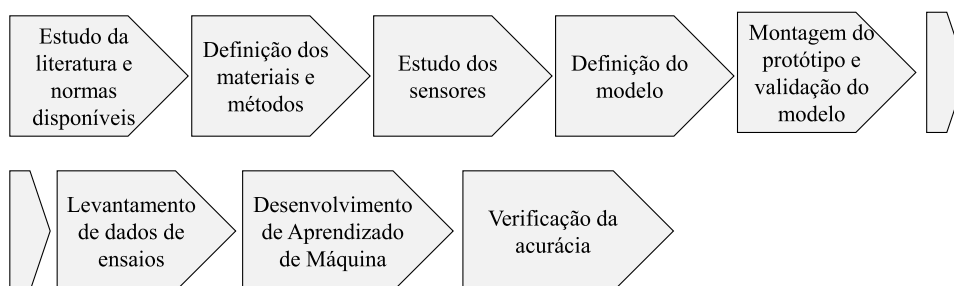 Estudo da
literatura e
normas
disponíveis
Definição dos
materiais e
métodos
Estudo dos
sensores
Definição do
modelo
Montagem do
protótipo e
validação do
modelo
Levantamento
de dados de
ensaios
Desenvolvimento
de Aprendizado
de Máquina
Verificação da
acurácia